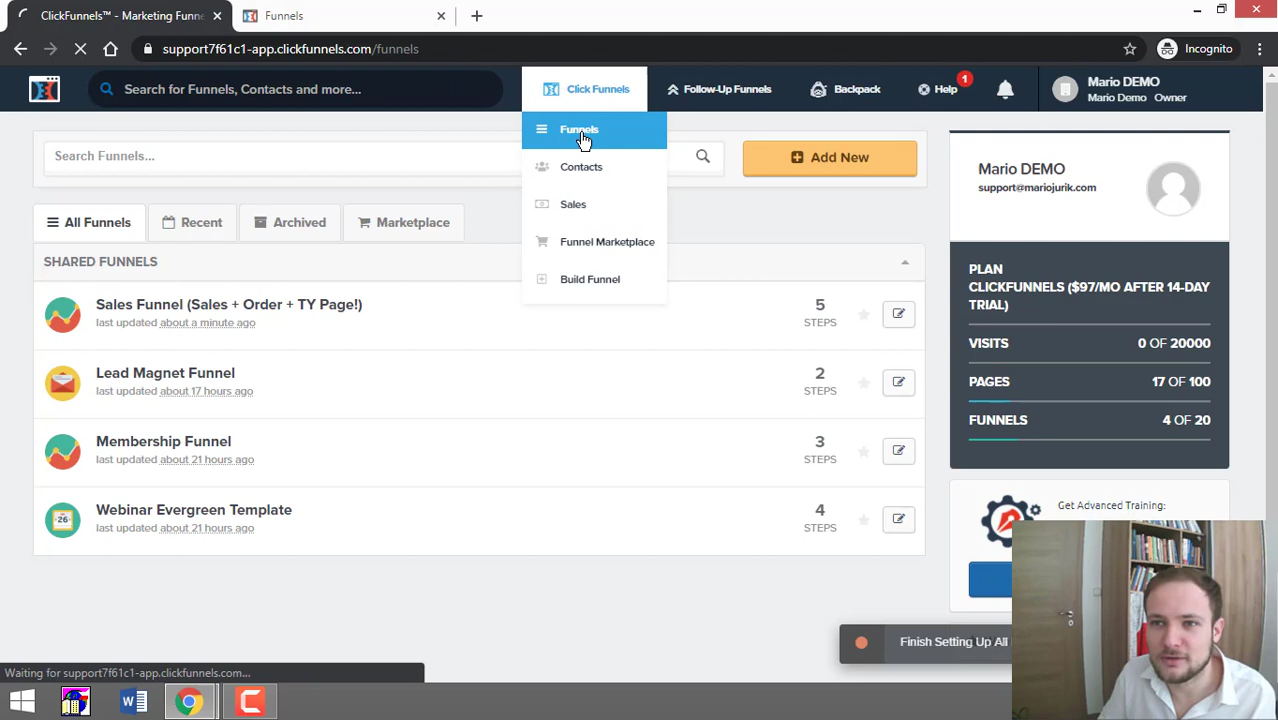 ClickFunnels™ - Marketing Funne
Funnels
support7f61c1-app.clickfunnels.com/funnels
Incognito
Search for Funnels, Contacts and more...
Click Funnels
Follow-Up Funnels
Backpack
Help
1
Mario DEMO
Mario Demo Owner
Funnels
Contacts
Sales
Funnel Marketplace
Build Funnel
Search Funnels...
Add New
All Funnels
Recent
Archived
Marketplace
SHARED FUNNELS
Sales Funnel (Sales + Order + TY Page!)
last updated about a minute ago
5
STEPS
Lead Magnet Funnel
last updated about 17 hours ago
2
STEPS
Membership Funnel
last updated about 21 hours ago
3
STEPS
Webinar Evergreen Template
last updated about 21 hours ago
4
STEPS
Mario DEMO
support@mariojurik.com
PLAN
CLICKFUNNELS ($97/MO AFTER 14-DAY
TRIAL)
VISITS 0 OF 20000
PAGES 17 OF 100
FUNNELS 4 OF 20
Get Advanced Training:
Finish Setting Up All
Waiting for support7f61c1-app.clickfunnels.com...
26
W